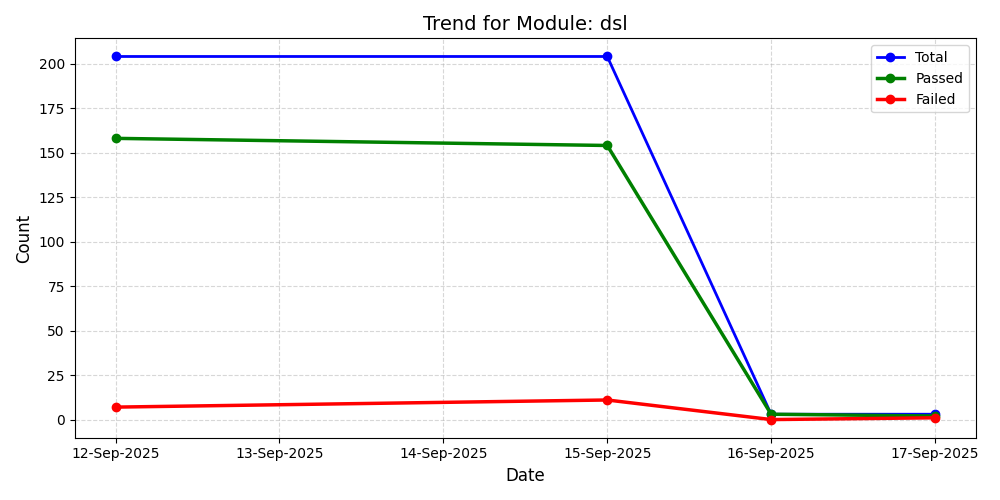 Trend for Module: dsl
Total
Passed
Failed
200
175
150
125
100
75
50
25
0
Count
12-Sep-2025
13-Sep-2025
14-Sep-2025
15-Sep-2025
16-Sep-2025
17-Sep-2025
Date